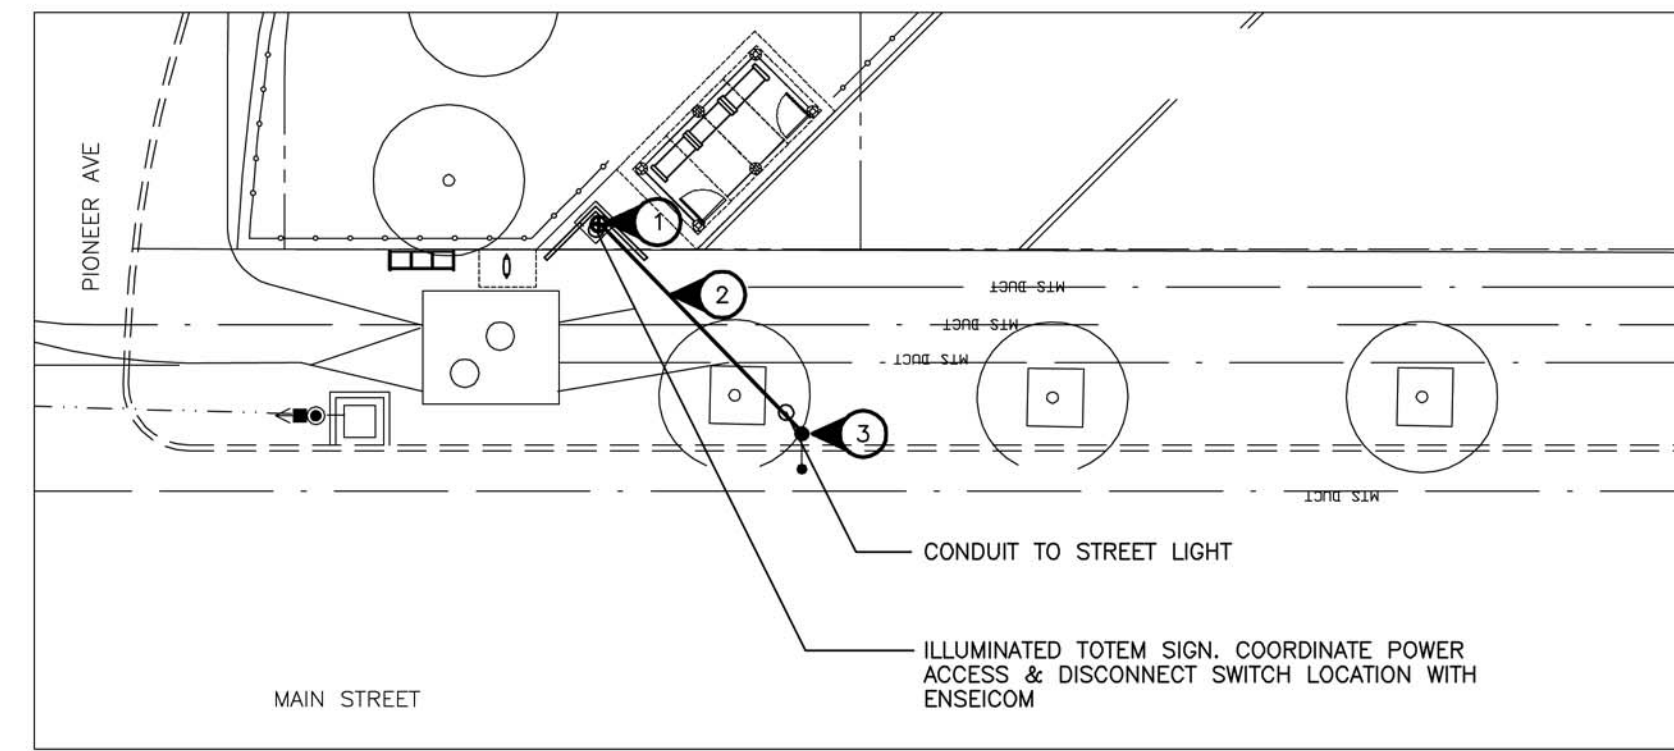 PIONEER AVE
1
2
MTS DUCT
MTS DUCT
MTS DUCT
3
MTS DUCT
CONDUIT TO STREET LIGHT
ILLUMINATED TOTEM SIGN. COORDINATE POWER
ACCESS & DISCONNECT SWITCH LOCATION WITH
ENSEICOM
MAIN STREET